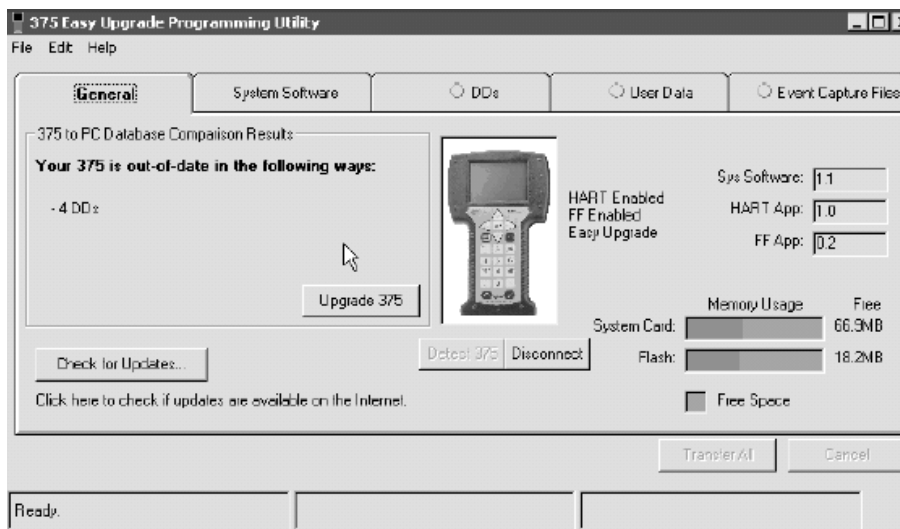 375 Easy Upgrade Programming Utility
File Edit Help
General
System Software
DDs
User Data
Event Capture Files
375 to PC Database Comparison Results
Your 375 is out-of-date in the following ways:
- 4 DDs
Upgrade 375
HART Enabled
FF Enabled
Easy Upgrade
Sys Software: 1.1
HART App: 1.0
FF App: 0.2
Memory Usage Free
System Card: 66.9MB
Flash: 18.2MB
Free Space
Detect 375 Disconnect
Check for Updates...
Click here to check if updates are available on the Internet.
Transfer All Cancel
Ready.